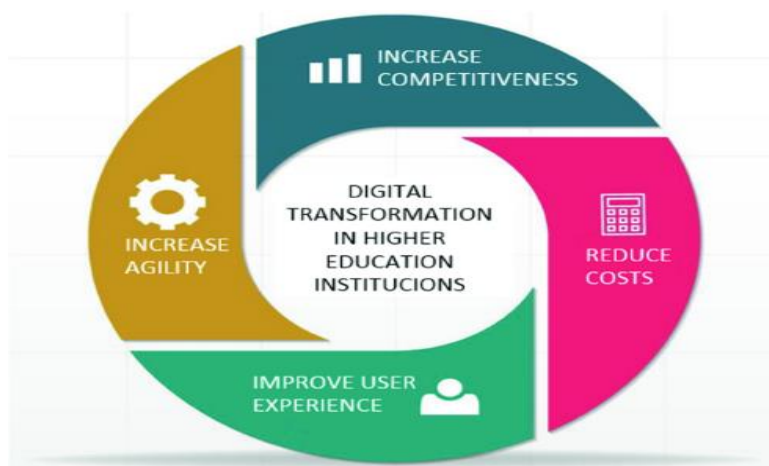 INCREASE
COMPETITIVENESS
DIGITAL
TRANSFORMATION
IN HIGHER
EDUCATION
INSTITUCIONS
INCREASE
AGILITY
REDUCE
COSTS
IMPROVE USER
EXPERIENCE